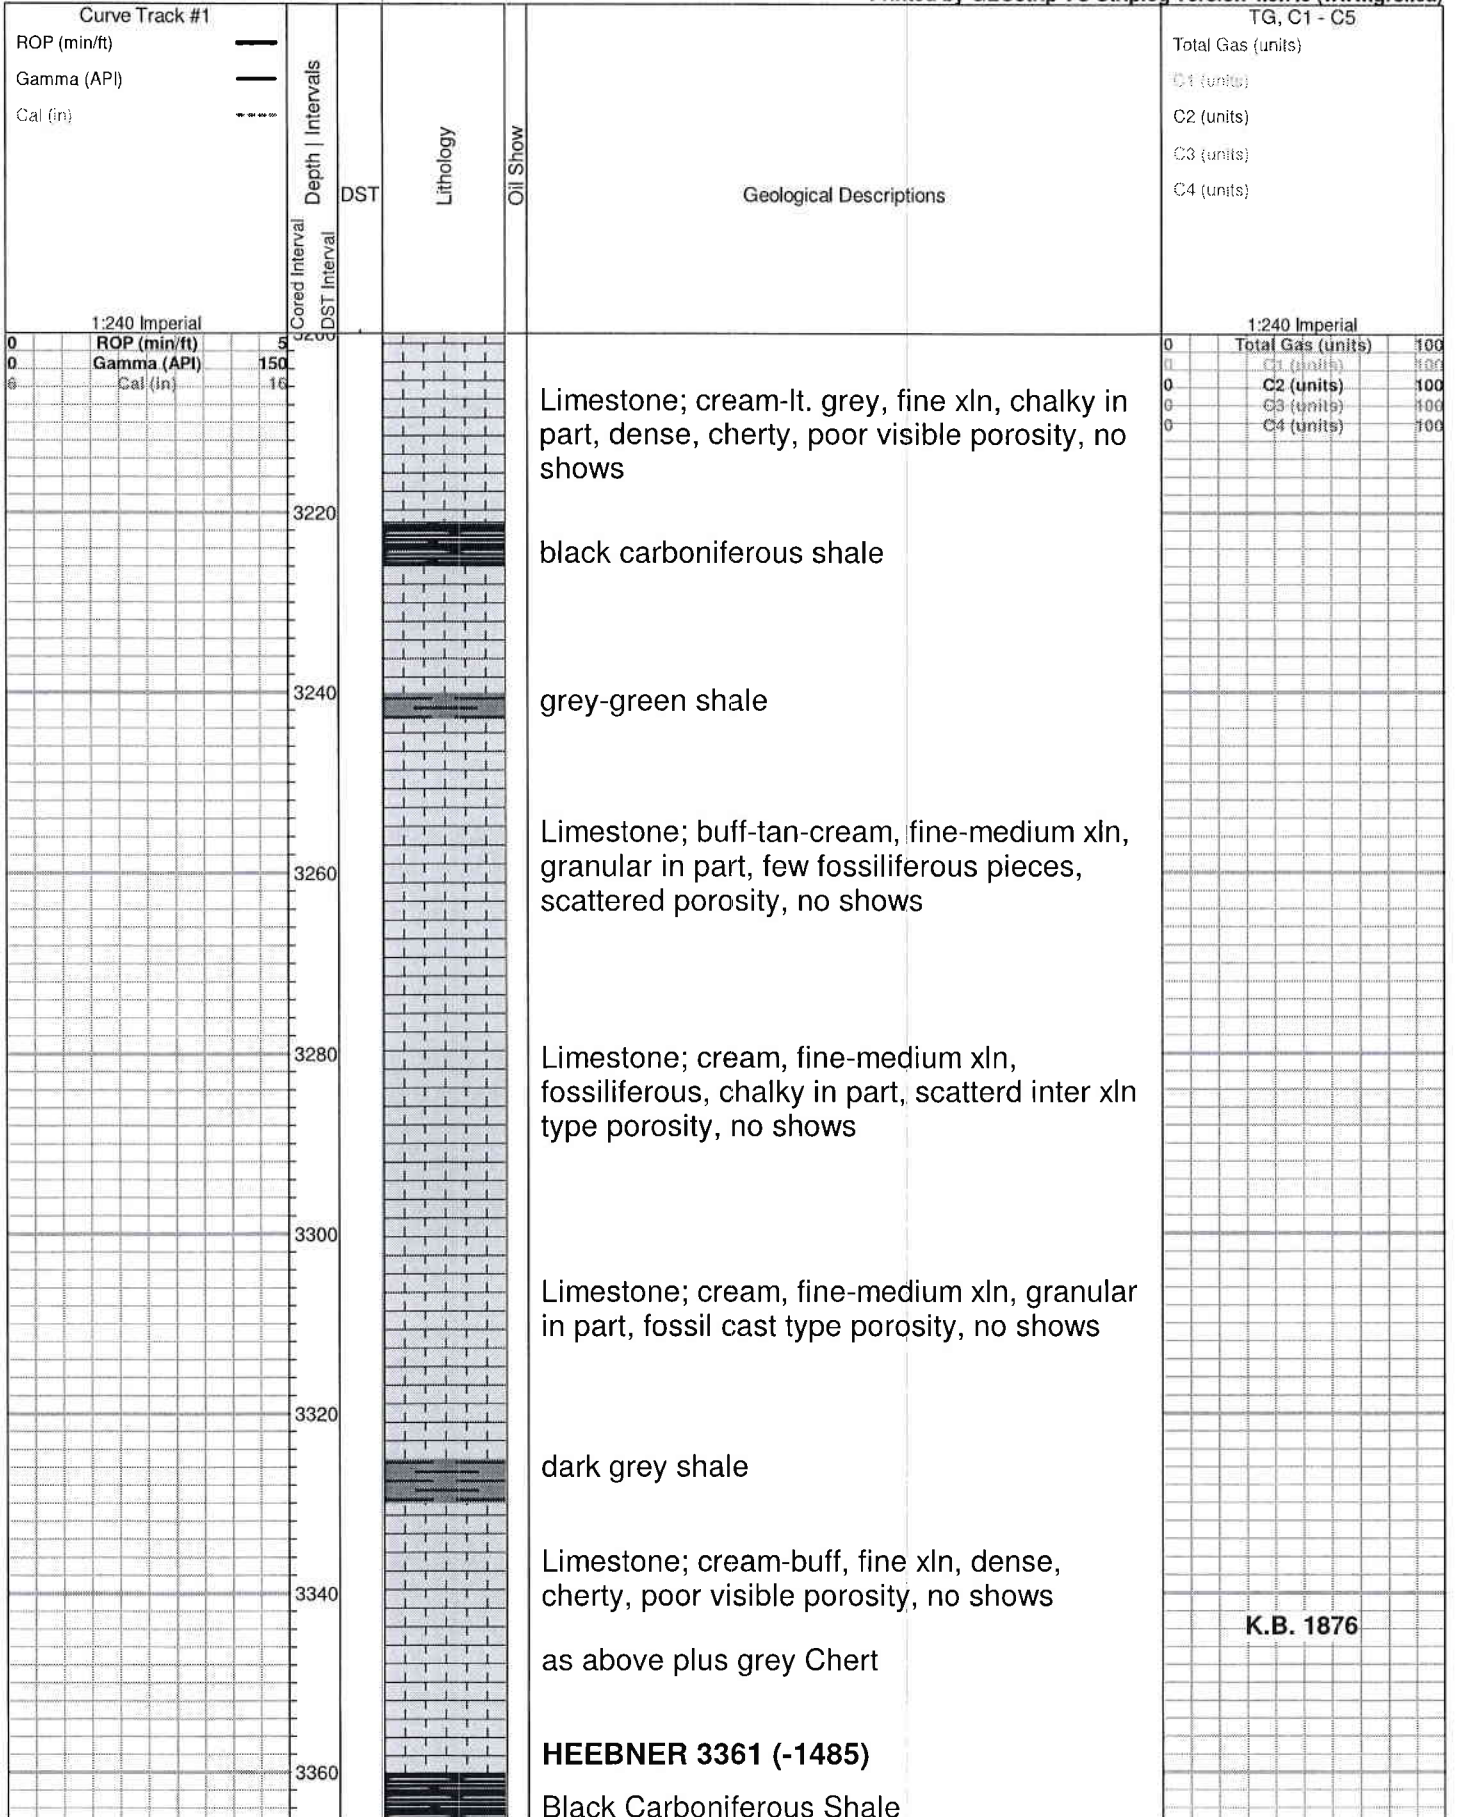 Curve Track #1
ROP (min/ft)
Gamma (API)
Cal (in)
1:240 Imperial
0 ROP (min/ft) 5
0 Gamma (API) 150
6 Cal (in) 16
Depth | Intervals
Cored Interval
DST Interval
DST
Lithology
Oil Show
Geological Descriptions
TG, C1 - C5
Total Gas (units)
C1 (units)
C2 (units)
C3 (units)
C4 (units)
1:240 Imperial
0 Total Gas (units) 100
0 C1 (units) 100
0 C2 (units) 100
0 C3 (units) 100
0 C4 (units) 100
3200
Limestone; cream-lt. grey, fine xln, chalky in
part, dense, cherty, poor visible porosity, no
shows
3220
black carboniferous shale
3240
grey-green shale
Limestone; buff-tan-cream, fine-medium xln,
granular in part, few fossiliferous pieces,
scattered porosity, no shows
3260
3280
Limestone; cream, fine-medium xln,
fossiliferous, chalky in part, scatterd inter xln
type porosity, no shows
3300
Limestone; cream, fine-medium xln, granular
in part, fossil cast type porosity, no shows
3320
dark grey shale
Limestone; cream-buff, fine xln, dense,
cherty, poor visible porosity, no shows
3340
K.B. 1876
as above plus grey Chert
HEEBNER 3361 (-1485)
3360
Black Carboniferous Shale